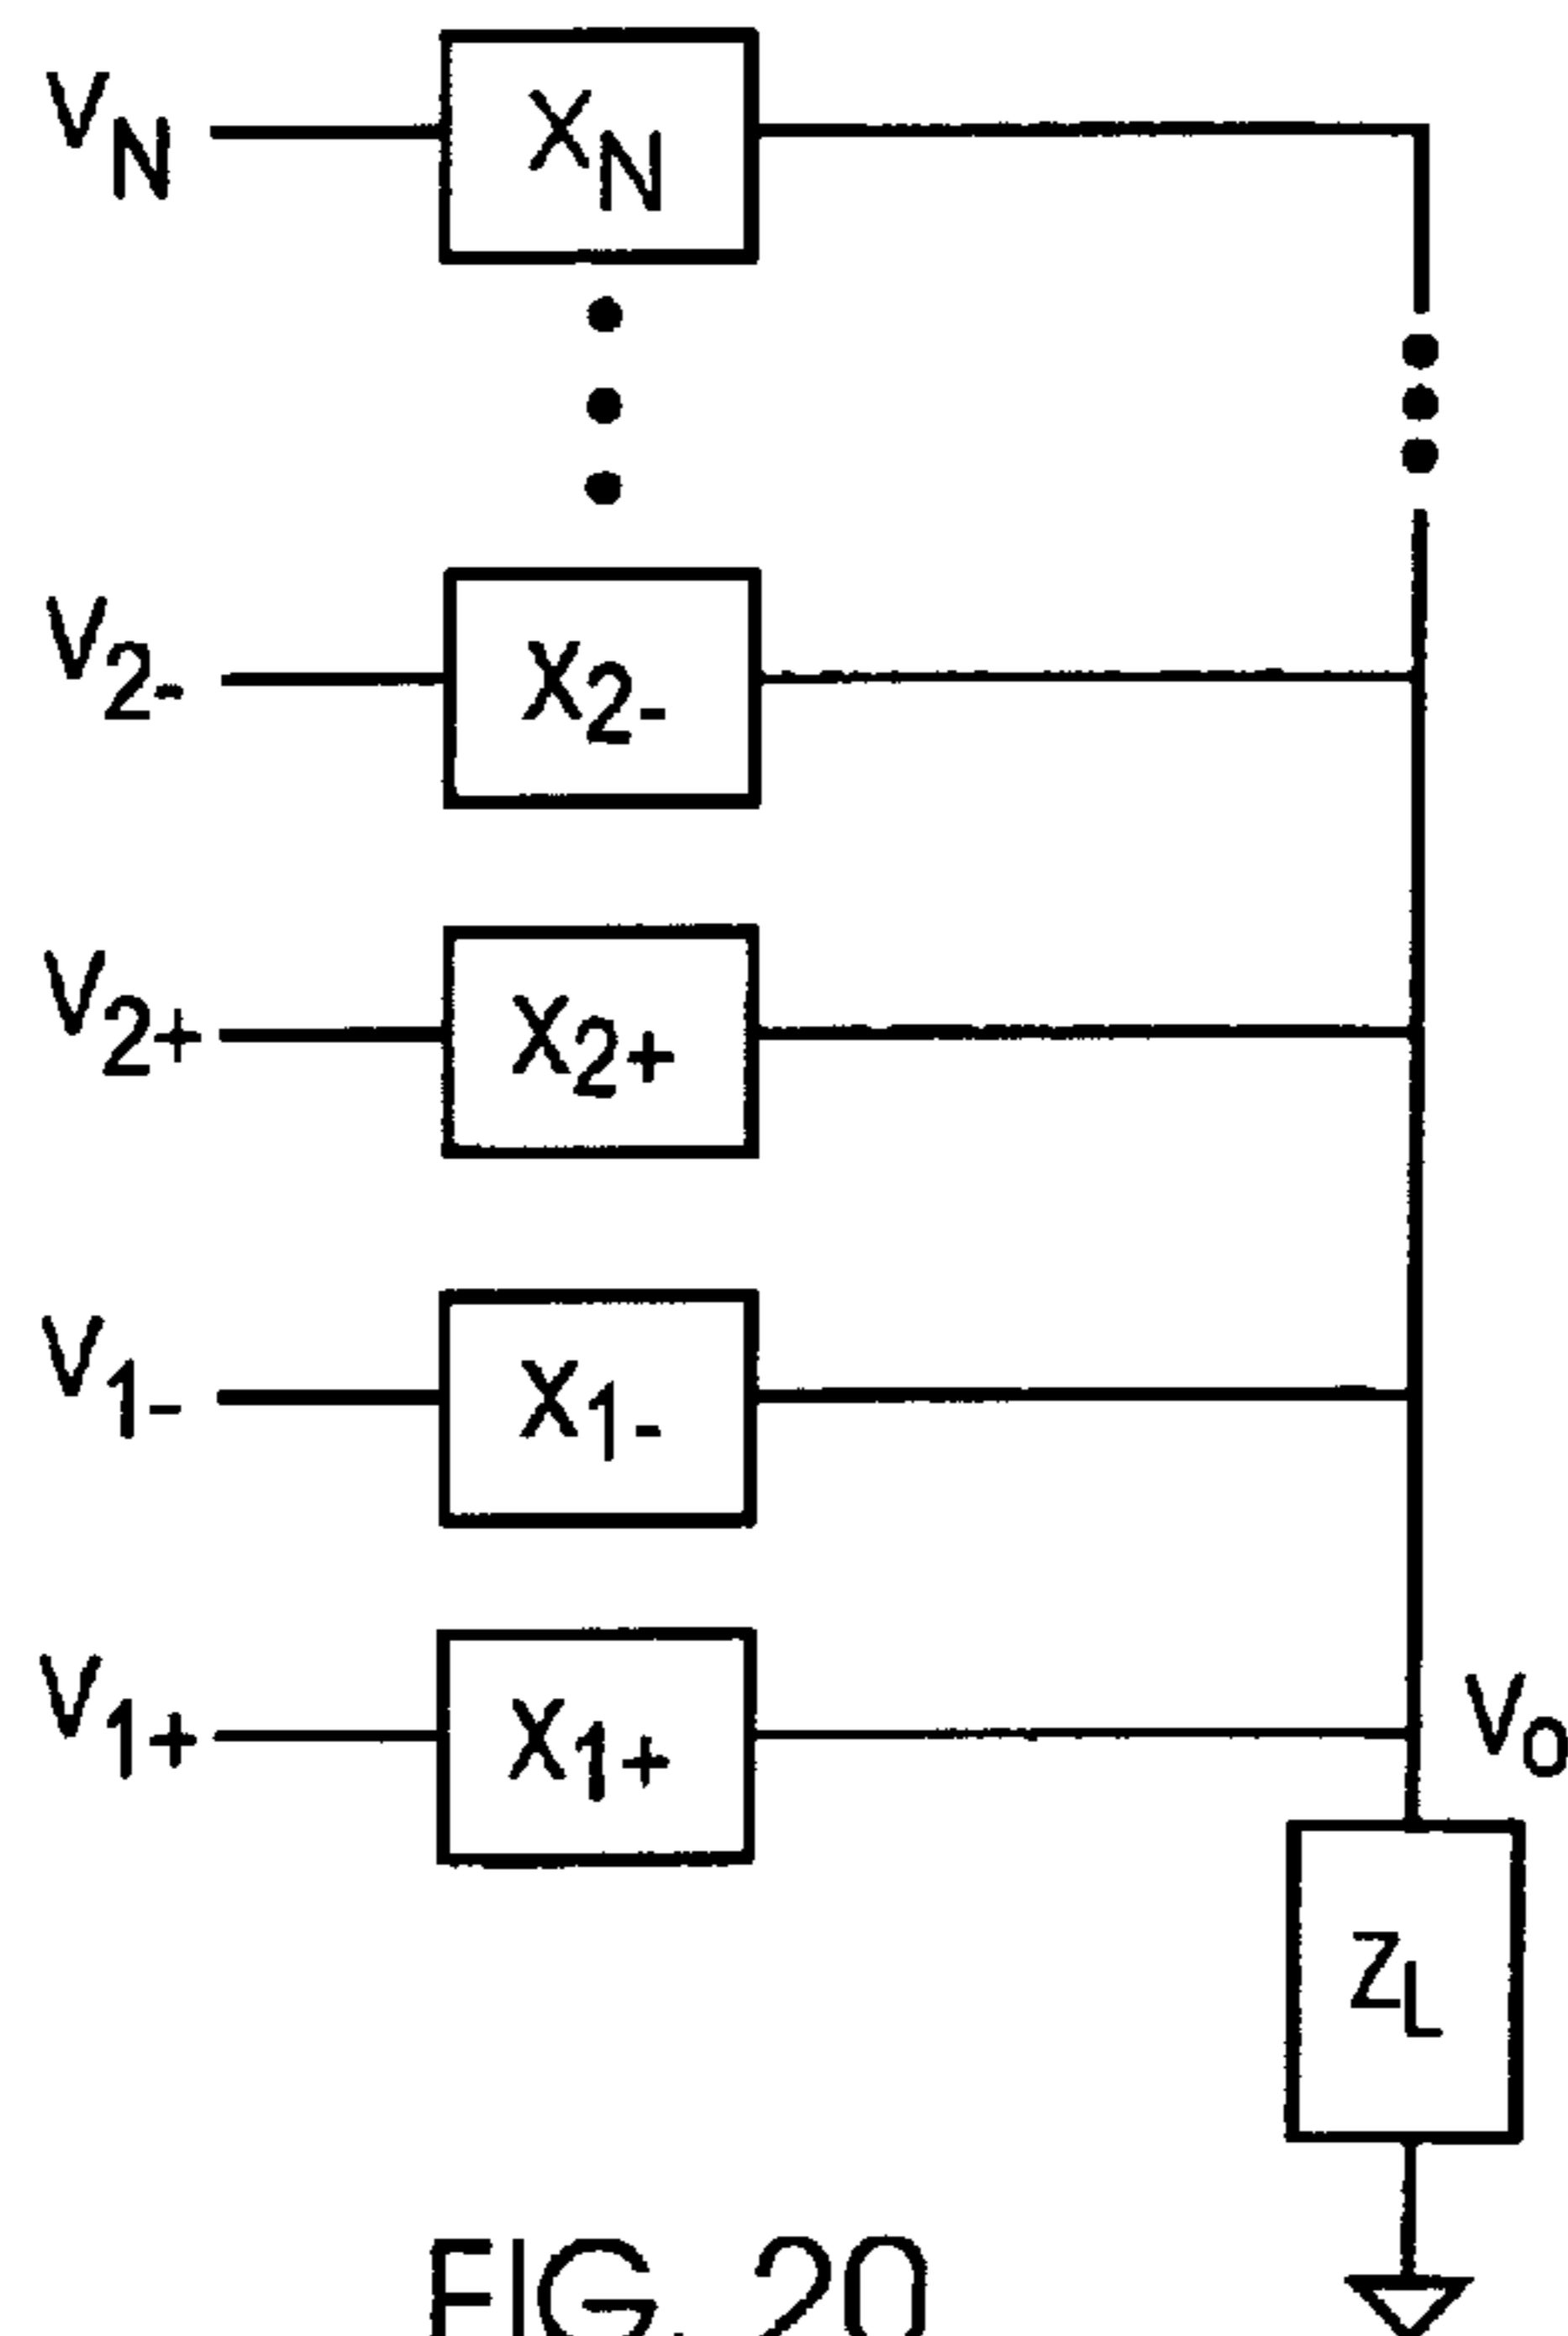 V_N X_N
V_2- X_2-
V_2+ X_2+
V_1- X_1-
V_1+ X_1+ V_O
Z_L
FIG. 20